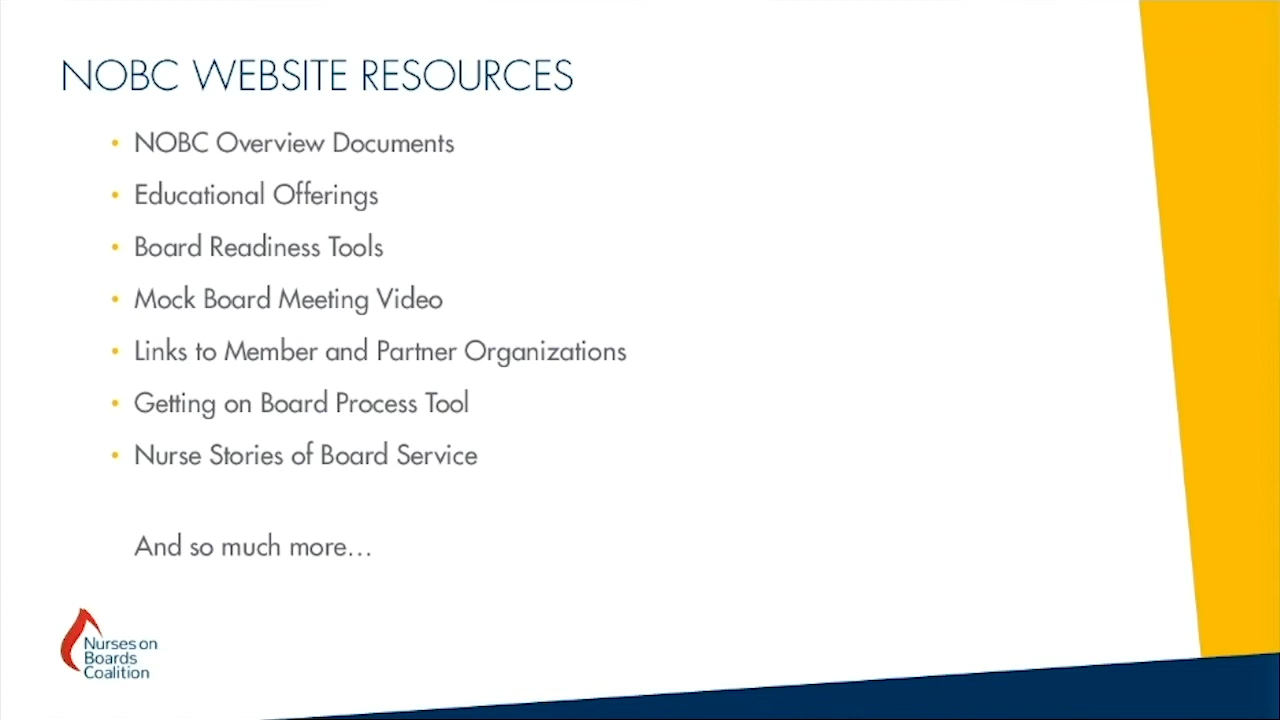 NOBC WEBSITE RESOURCES
• NOBC Overview Documents
• Educational Offerings
• Board Readiness Tools
• Mock Board Meeting Video
• Links to Member and Partner Organizations
• Getting on Board Process Tool
• Nurse Stories of Board Service
And so much more...
Nurses on
Boards
Coalition